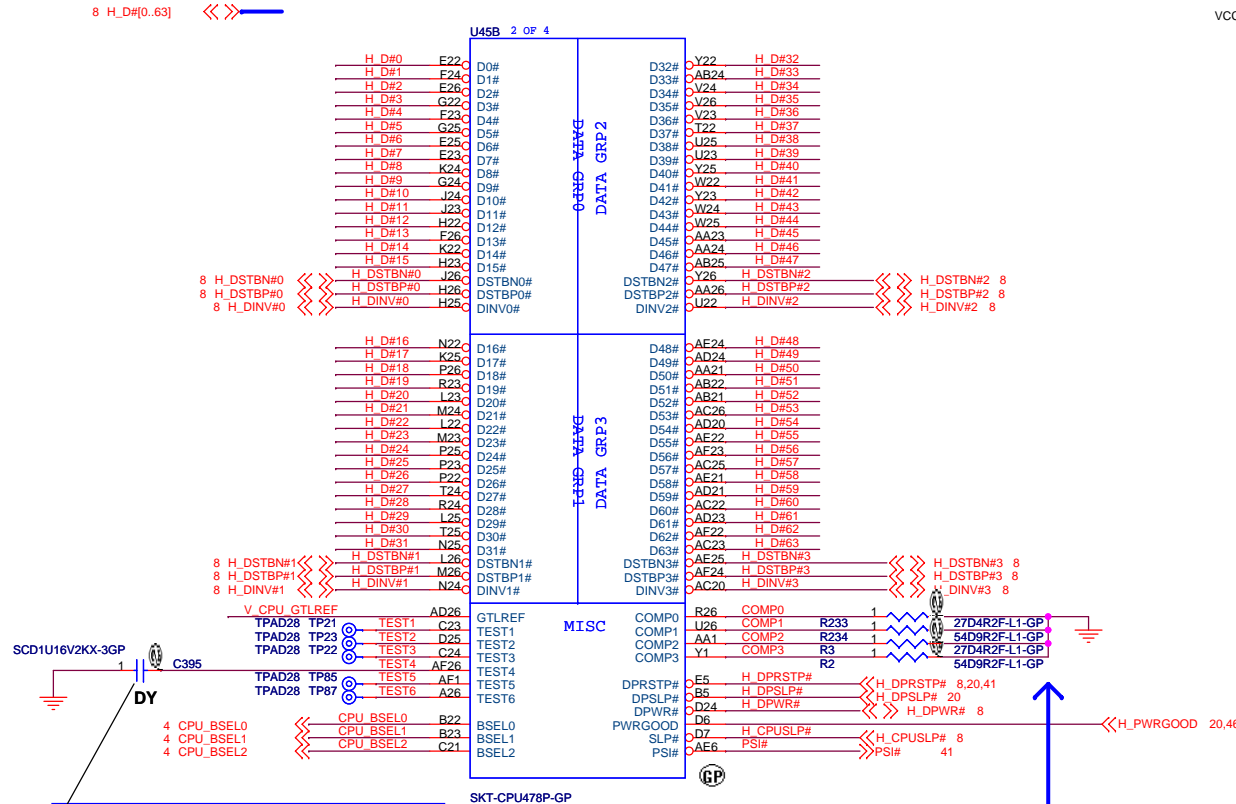 8 H_D#[0..63]
VCC
U45B 2 OF 4
H_D#0 E22 D0# D32# Y22 H_D#32
H_D#1 F24 D1# D33# AB24 H_D#33
H_D#2 E26 D2# D34# V24 H_D#34
H_D#3 G22 D3# D35# V26 H_D#35
H_D#4 F23 D4# D36# V23 H_D#36
H_D#5 G25 D5# D37# T22 H_D#37
H_D#6 E25 D6# D38# U25 H_D#38
H_D#7 E23 D7# D39# U23 H_D#39
H_D#8 K24 D8# D40# Y25 H_D#40
H_D#9 G24 D9# D41# W22 H_D#41
H_D#10 J24 D10# D42# Y23 H_D#42
H_D#11 J23 D11# D43# W24 H_D#43
H_D#12 H22 D12# D44# W25 H_D#44
H_D#13 F26 D13# D45# AA23 H_D#45
H_D#14 K22 D14# D46# AA24 H_D#46
H_D#15 H23 D15# D47# AB25 H_D#47
8 H_DSTBN#0 H_DSTBN#0 J26 DSTBN0# DSTBN2# Y26 H_DSTBN#2 H_DSTBN#2 8
8 H_DSTBP#0 H_DSTBP#0 H26 DSTBP0# DSTBP2# AA26 H_DSTBP#2 H_DSTBP#2 8
8 H_DINV#0 H_DINV#0 H25 DINV0# DINV2# U22 H_DINV#2 H_DINV#2 8
DATA GRP0
DATA GRP2
H_D#16 N22 D16# D48# AE24 H_D#48
H_D#17 K25 D17# D49# AD24 H_D#49
H_D#18 P26 D18# D50# AA21 H_D#50
H_D#19 R23 D19# D51# AB22 H_D#51
H_D#20 L23 D20# D52# AB21 H_D#52
H_D#21 M24 D21# D53# AC26 H_D#53
H_D#22 L22 D22# D54# AD20 H_D#54
H_D#23 M23 D23# D55# AE22 H_D#55
H_D#24 P25 D24# D56# AF23 H_D#56
H_D#25 P23 D25# D57# AC25 H_D#57
H_D#26 P22 D26# D58# AE21 H_D#58
H_D#27 T24 D27# D59# AD21 H_D#59
H_D#28 R24 D28# D60# AC22 H_D#60
H_D#29 L25 D29# D61# AD23 H_D#61
H_D#30 T25 D30# D62# AF22 H_D#62
H_D#31 N25 D31# D63# AC23 H_D#63
8 H_DSTBN#1 H_DSTBN#1 L26 DSTBN1# DSTBN3# AE25 H_DSTBN#3 H_DSTBN#3 8
8 H_DSTBP#1 H_DSTBP#1 M26 DSTBP1# DSTBP3# AF24 H_DSTBP#3 H_DSTBP#3 8
8 H_DINV#1 H_DINV#1 N24 DINV1# DINV3# AC20 H_DINV#3 H_DINV#3 8
DATA GRP1
DATA GRP3
MISC
V_CPU_GTLREF AD26 GTLREF COMP0 R26 COMP0 1 R233 27D4R2F-L1-GP
TPAD28 TP21 TEST1 C23 TEST1 COMP1 U26 COMP1 1 R234 54D9R2F-L1-GP
TPAD28 TP23 TEST2 D25 TEST2 COMP2 AA1 COMP2 1 R3 27D4R2F-L1-GP
TPAD28 TP22 TEST3 C24 TEST3 COMP3 Y1 COMP3 1 R2 54D9R2F-L1-GP
SCD1U16V2KX-3GP 1 C395 TEST4 AF26 TEST4
DY
TPAD28 TP85 TEST5 AF1 TEST5 DPRSTP# E5 H_DPRSTP# H_DPRSTP# 8,20,41
TPAD28 TP87 TEST6 A26 TEST6 DPSLP# B5 H_DPSLP# H_DPSLP# 20
DPWR# D24 H_DPWR# H_DPWR# 8
4 CPU_BSEL0 CPU_BSEL0 B22 BSEL0 PWRGOOD D6 H_PWRGOOD 20,46
4 CPU_BSEL1 CPU_BSEL1 B23 BSEL1 SLP# D7 H_CPUSLP# H_CPUSLP# 8
4 CPU_BSEL2 CPU_BSEL2 C21 BSEL2 PSI# AE6 PSI# PSI# 41
GP
SKT-CPU478P-GP